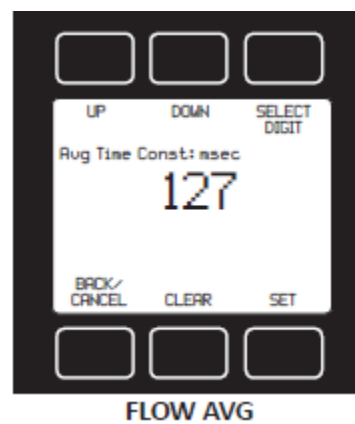 UP DOWN SELECT
DIGIT
Avg Time Const: msec
127
BACK/
CANCEL CLEAR SET
FLOW AVG